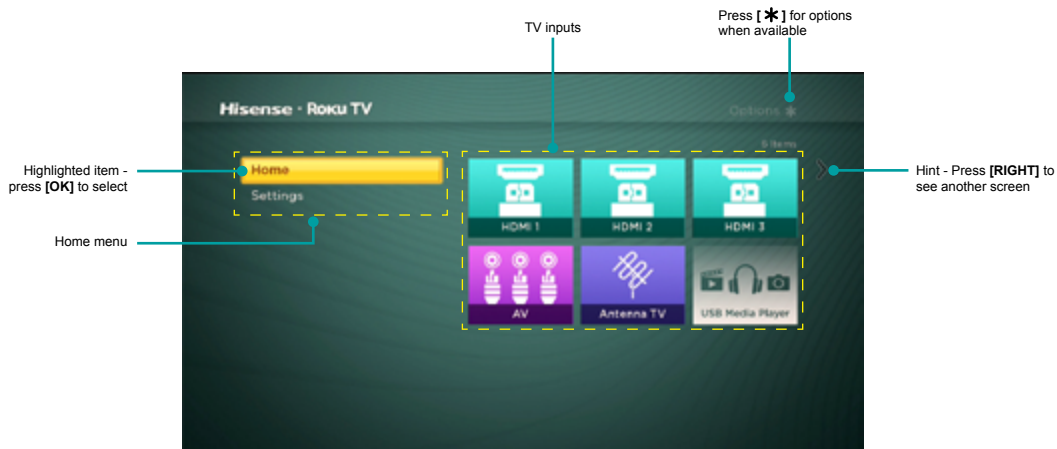 TV inputs
Press [✱] for options
when available
Hisense · Roku TV
Options ✱
6 items
Highlighted item -
press [OK] to select
Home
Settings
Home menu
Hint - Press [RIGHT] to
see another screen
HDMI 1
HDMI 2
HDMI 3
AV
Antenna TV
USB Media Player